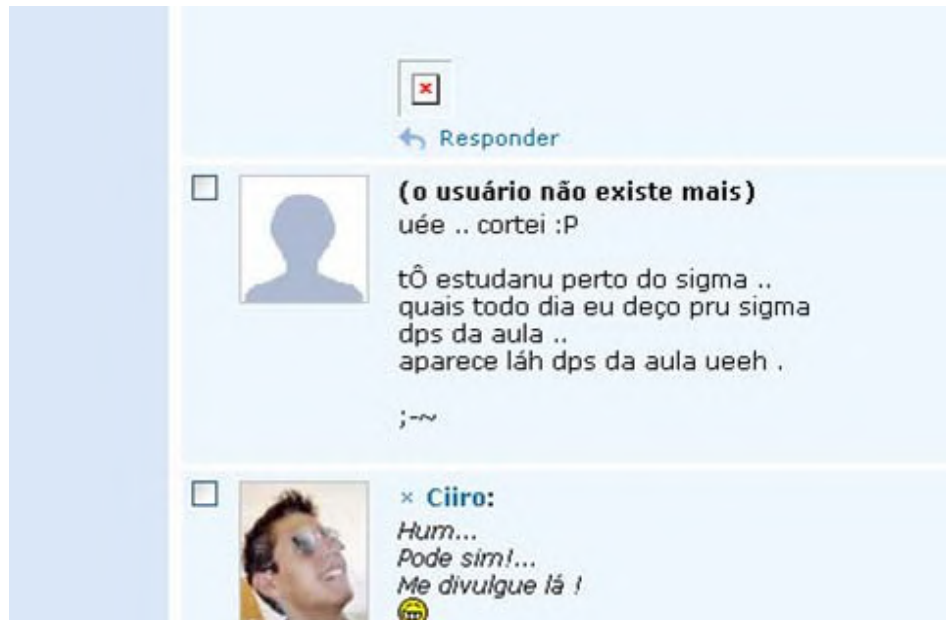 Responder
(o usuário não existe mais)
uée .. cortei :P
tÔ estudanu perto do sigma ..
quais todo dia eu deço pru sigma
dps da aula ..
aparece láh dps da aula ueeh .
;-~
× Ciiro:
Hum...
Pode sim!...
Me divulgue lá !